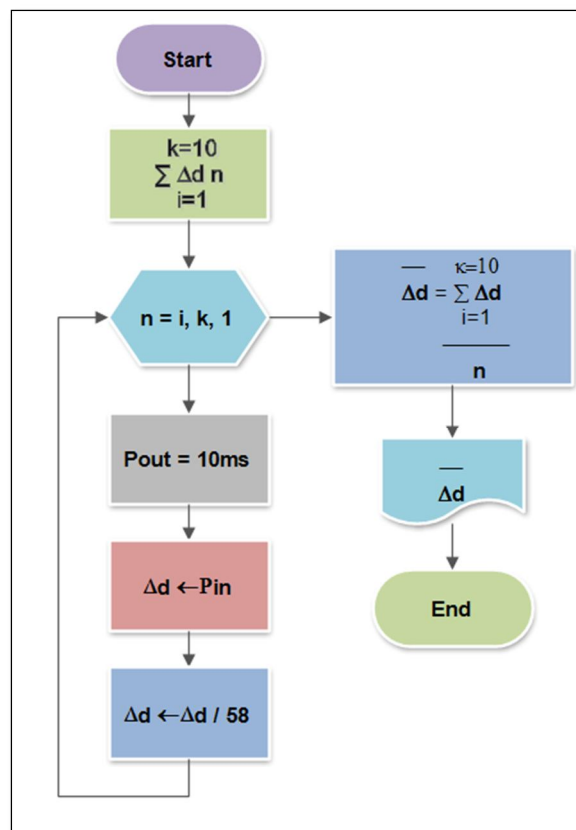 Start
k=10
∑ Δd n
i=1
n = i, k, 1
Pout = 10ms
Δd ←Pin
Δd ←Δd / 58
κ=10
Δd = ∑ Δd
i=1
n
Δd
End